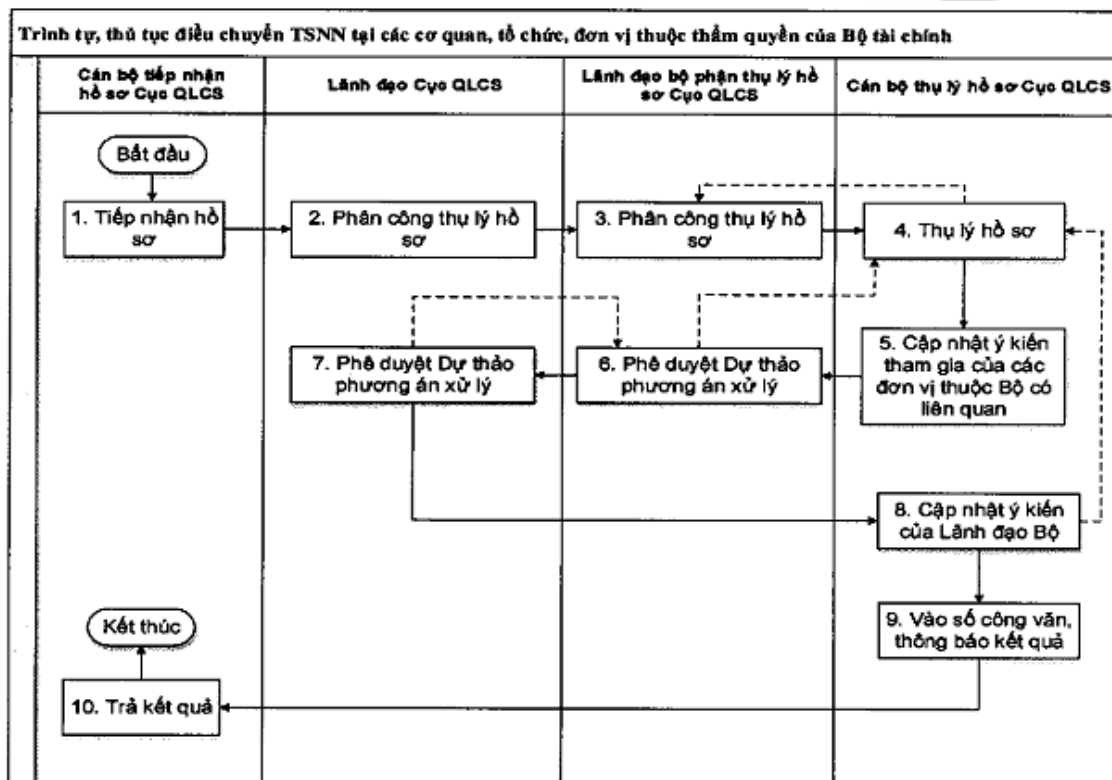 Trình tự, thủ tục điều chuyển TSNN tại các cơ quan, tổ chức, đơn vị thuộc thẩm quyền của Bộ tài chính
Cán bộ tiếp nhận
hồ sơ Cục QLCS
Lãnh đạo Cục QLCS
Lãnh đạo bộ phận thụ lý hồ
sơ Cục QLCS
Cán bộ thụ lý hồ sơ Cục QLCS
Bắt đầu
1. Tiếp nhận hồ
sơ
2. Phân công thụ lý hồ
sơ
3. Phân công thụ lý hồ
sơ
4. Thụ lý hồ sơ
7. Phê duyệt Dự thảo
phương án xử lý
6. Phê duyệt Dự thảo
phương án xử lý
5. Cập nhật ý kiến
tham gia của các
đơn vị thuộc Bộ có
liên quan
8. Cập nhật ý kiến
của Lãnh đạo Bộ
9. Vào số công văn,
thông báo kết quả
Kết thúc
10. Trả kết quả